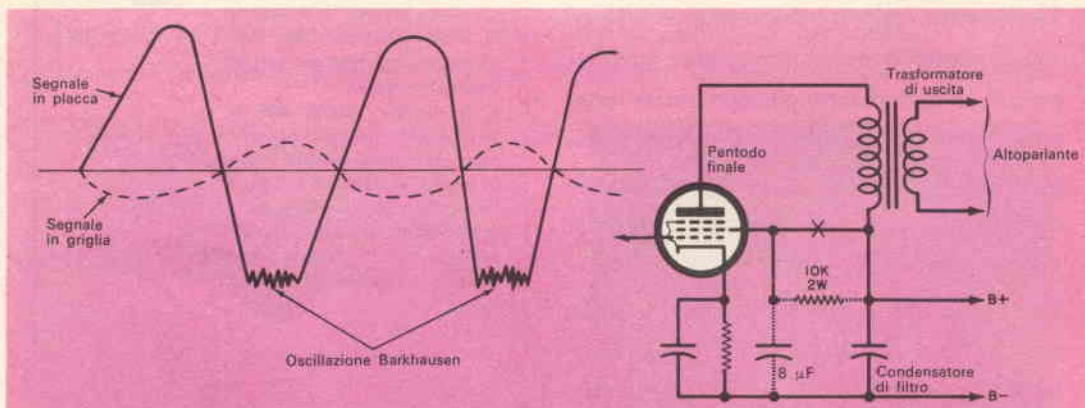 Segnale
in placca
Segnale
in griglia
Oscillazione Barkhausen
Pentodo
finale
Trasformatore
di uscita
Altoparlante
10K
2W
B+
8 µF
Condensatore
di filtro
B-